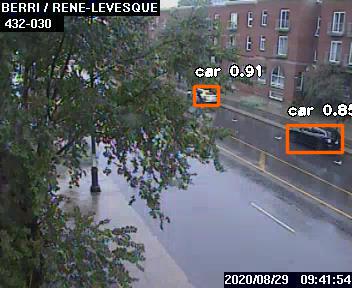 BERRI / RENE-LEVESQUE
432-030
car 0.91
car 0.85
2020/08/29 09:41:54